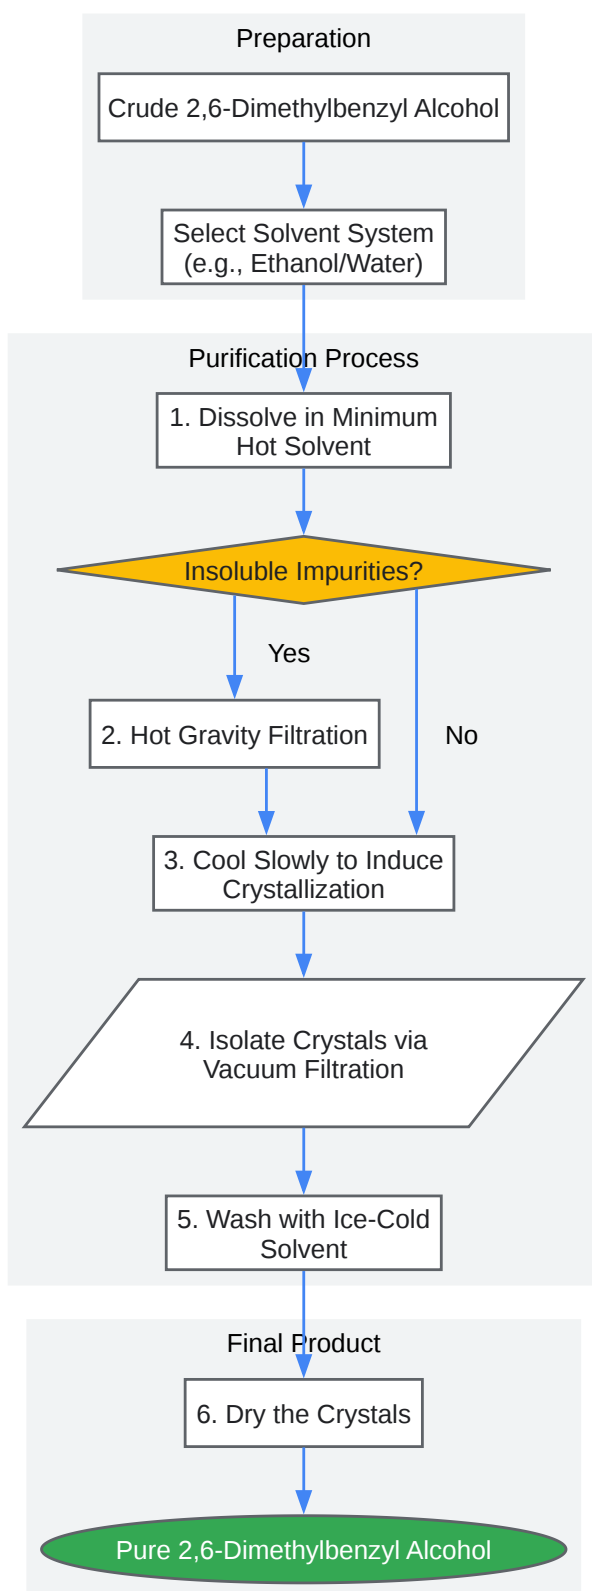 Preparation
Crude 2,6-Dimethylbenzyl Alcohol
Select Solvent System
(e.g., Ethanol/Water)
Purification Process
1. Dissolve in Minimum
Hot Solvent
Insoluble Impurities?
Yes
2. Hot Gravity Filtration
No
3. Cool Slowly to Induce
Crystallization
4. Isolate Crystals via
Vacuum Filtration
5. Wash with Ice-Cold
Solvent
Final Product
6. Dry the Crystals
Pure 2,6-Dimethylbenzyl Alcohol